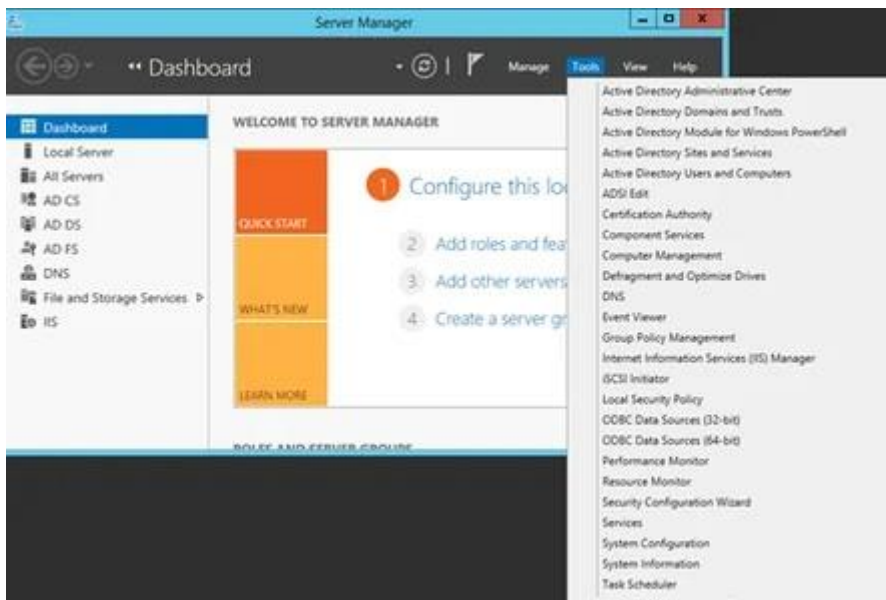 Server Manager
Dashboard
Manage Tools View Help
Dashboard
Local Server
All Servers
AD CS
AD DS
AD FS
DNS
File and Storage Services
IIS
WELCOME TO SERVER MANAGER
QUICK START
WHAT'S NEW
LEARN MORE
1 Configure this lo
2 Add roles and fea
3 Add other servers
4 Create a server gr
ROLES AND SERVER GROUPS
Active Directory Administrative Center
Active Directory Domains and Trusts
Active Directory Module for Windows PowerShell
Active Directory Sites and Services
Active Directory Users and Computers
ADSI Edit
Certification Authority
Component Services
Computer Management
Defragment and Optimize Drives
DNS
Event Viewer
Group Policy Management
Internet Information Services (IIS) Manager
iSCSI Initiator
Local Security Policy
ODBC Data Sources (32-bit)
ODBC Data Sources (64-bit)
Performance Monitor
Resource Monitor
Security Configuration Wizard
Services
System Configuration
System Information
Task Scheduler